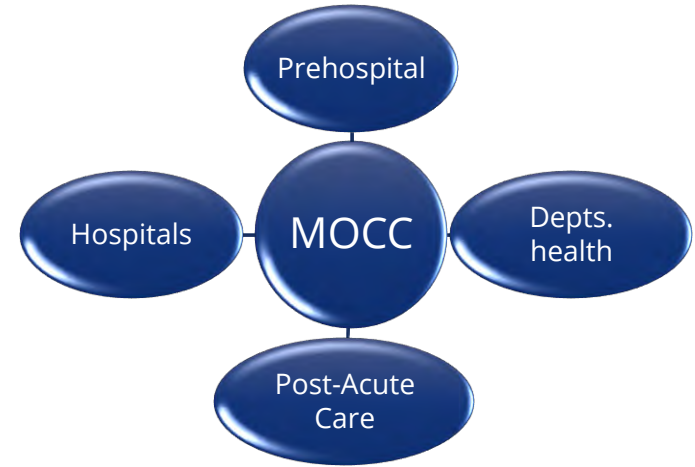 Prehospital
Hospitals
MOCC
Depts.
health
Post-Acute
Care